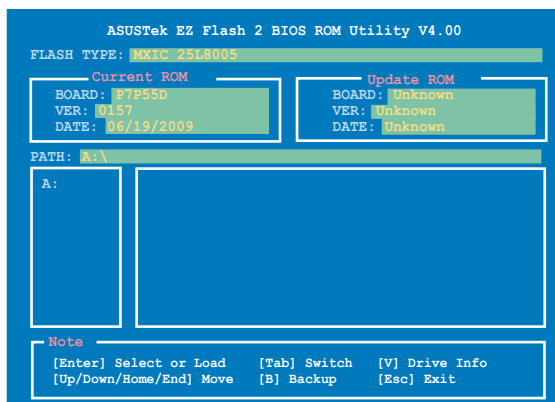 ASUSTek EZ Flash 2 BIOS ROM Utility V4.00
FLASH TYPE: MXIC 25L8005
Current ROM
BOARD: P7P55D
VER: 0157
DATE: 06/19/2009
Update ROM
BOARD: Unknown
VER: Unknown
DATE: Unknown
PATH: A:\
A:
Note
[Enter] Select or Load [Tab] Switch [V] Drive Info
[Up/Down/Home/End] Move [B] Backup [Esc] Exit